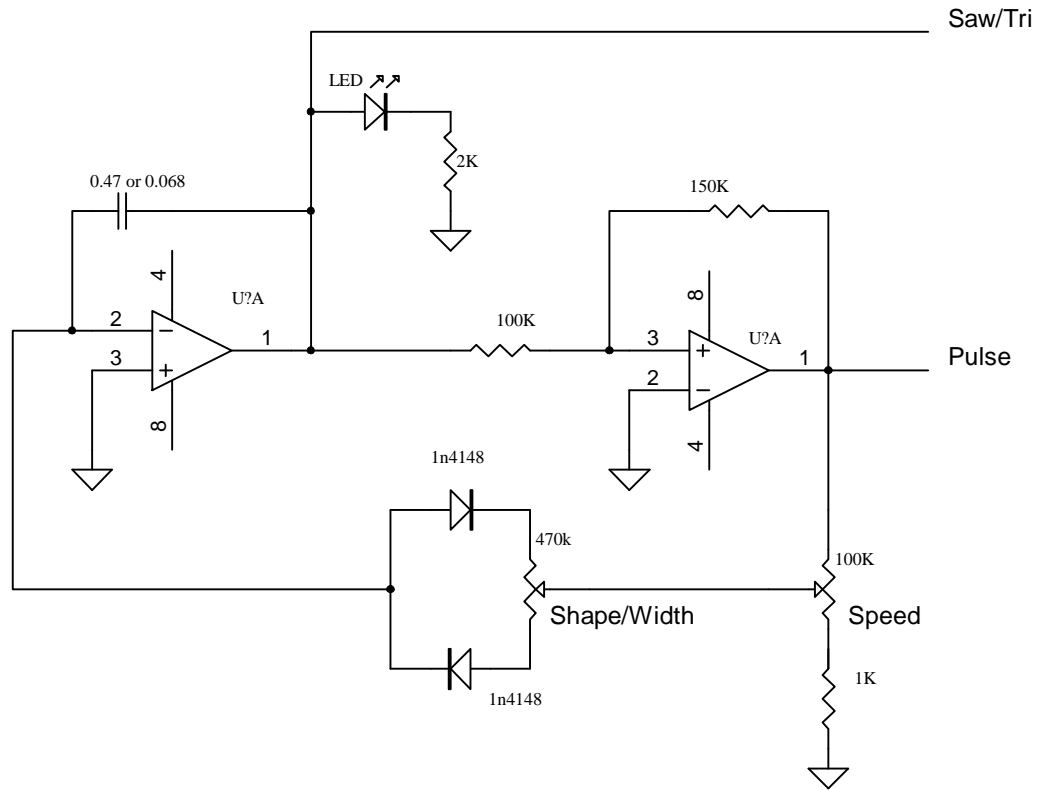 Saw/Tri
LED
2K
0.47 or 0.068
150K
4
U?A
8
2
1
100K
3
U?A
3
1
Pulse
2
8
4
1n4148
470k
100K
Shape/Width
Speed
1K
1n4148